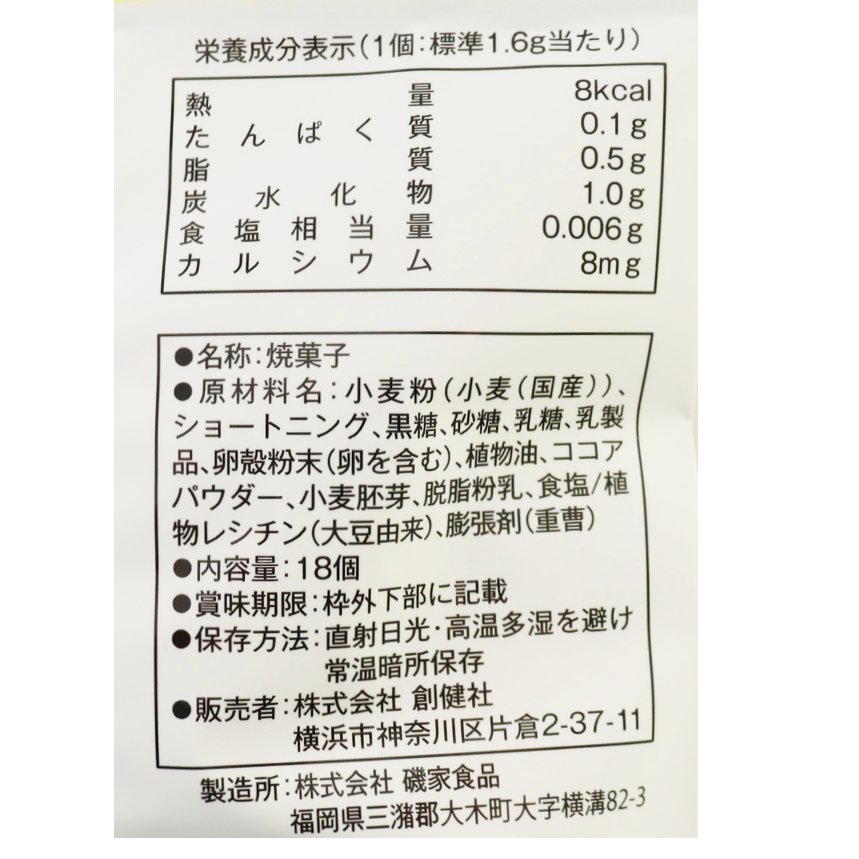 栄養成分表示(1個:標準1.6g当たり)
熱量 8kcal
たんぱく質 0.1g
脂質 0.5g
炭水化物 1.0g
食塩相当量 0.006g
カルシウム 8mg
●名称:焼菓子
●原材料名:小麦粉(小麦(国産))、
ショートニング、黒糖、砂糖、乳糖、乳製
品、卵殻粉末(卵を含む)、植物油、ココア
パウダー、小麦胚芽、脱脂粉乳、食塩/植
物レシチン(大豆由来)、膨張剤(重曹)
●内容量:18個
●賞味期限:枠外下部に記載
●保存方法:直射日光・高温多湿を避け
常温暗所保存
●販売者:株式会社 創健社
横浜市神奈川区片倉2-37-11
製造所:株式会社 磯家食品
福岡県三潴郡大木町大字横溝82-3